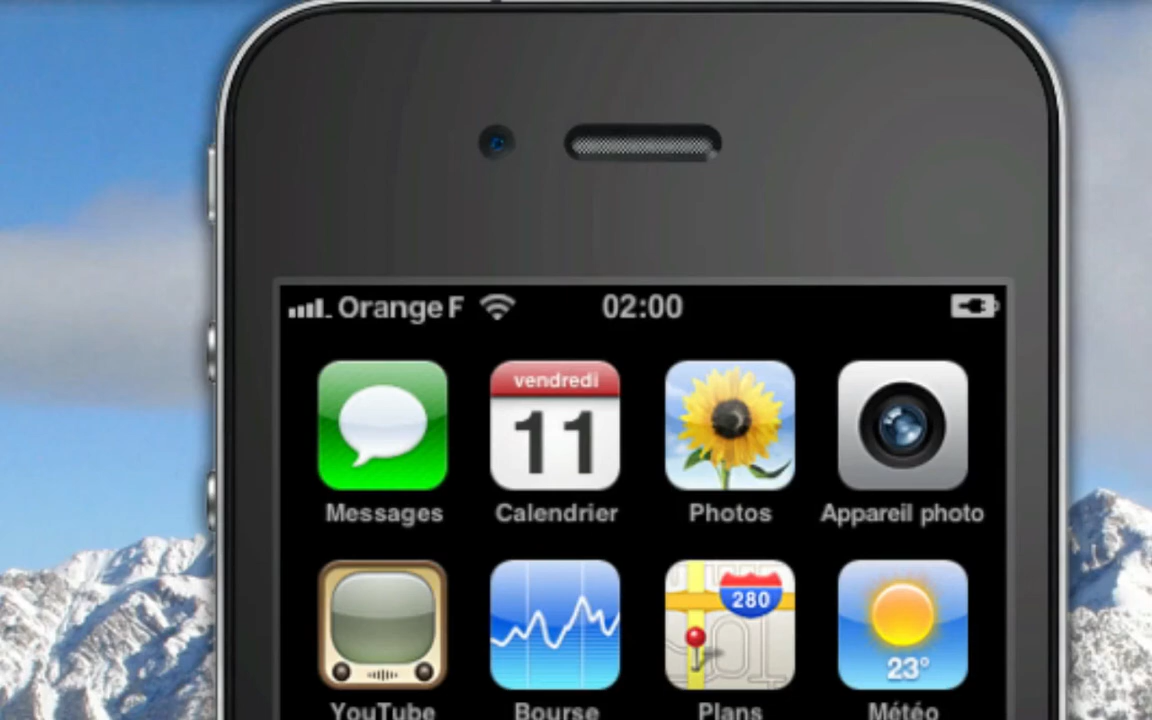 Orange F 02:00
vendredi
11
Messages Calendrier Photos Appareil photo
280
23°
YouTube Bourse Plans Météo